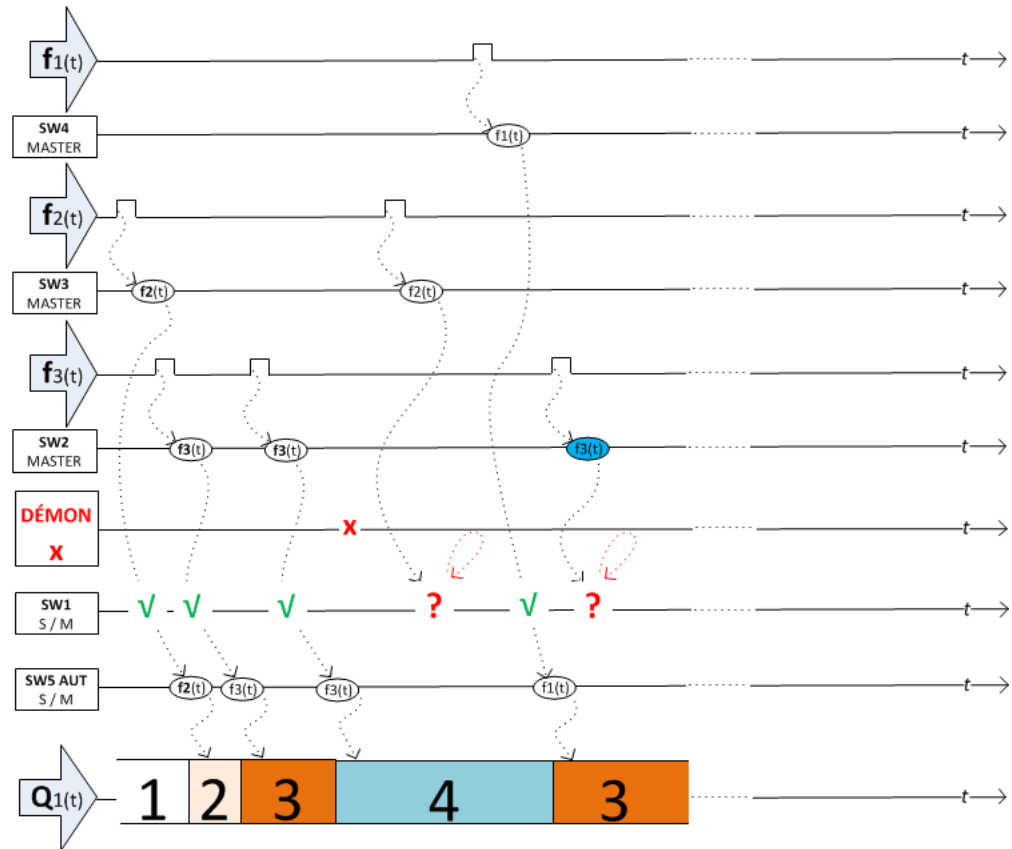 f1(t)
t
SW4
MASTER
f1(t)
f2(t)
t
SW3
MASTER
f2(t)
f2(t)
t
f3(t)
t
SW2
MASTER
f3(t)
f3(t)
f3(t)
t
DÉMON
X
x
t
SW1
S / M
√
√
√
?
√
?
t
SW5 AUT
S / M
f2(t)
f3(t)
f3(t)
f1(t)
t
Q1(t)
1
2
3
4
3
t